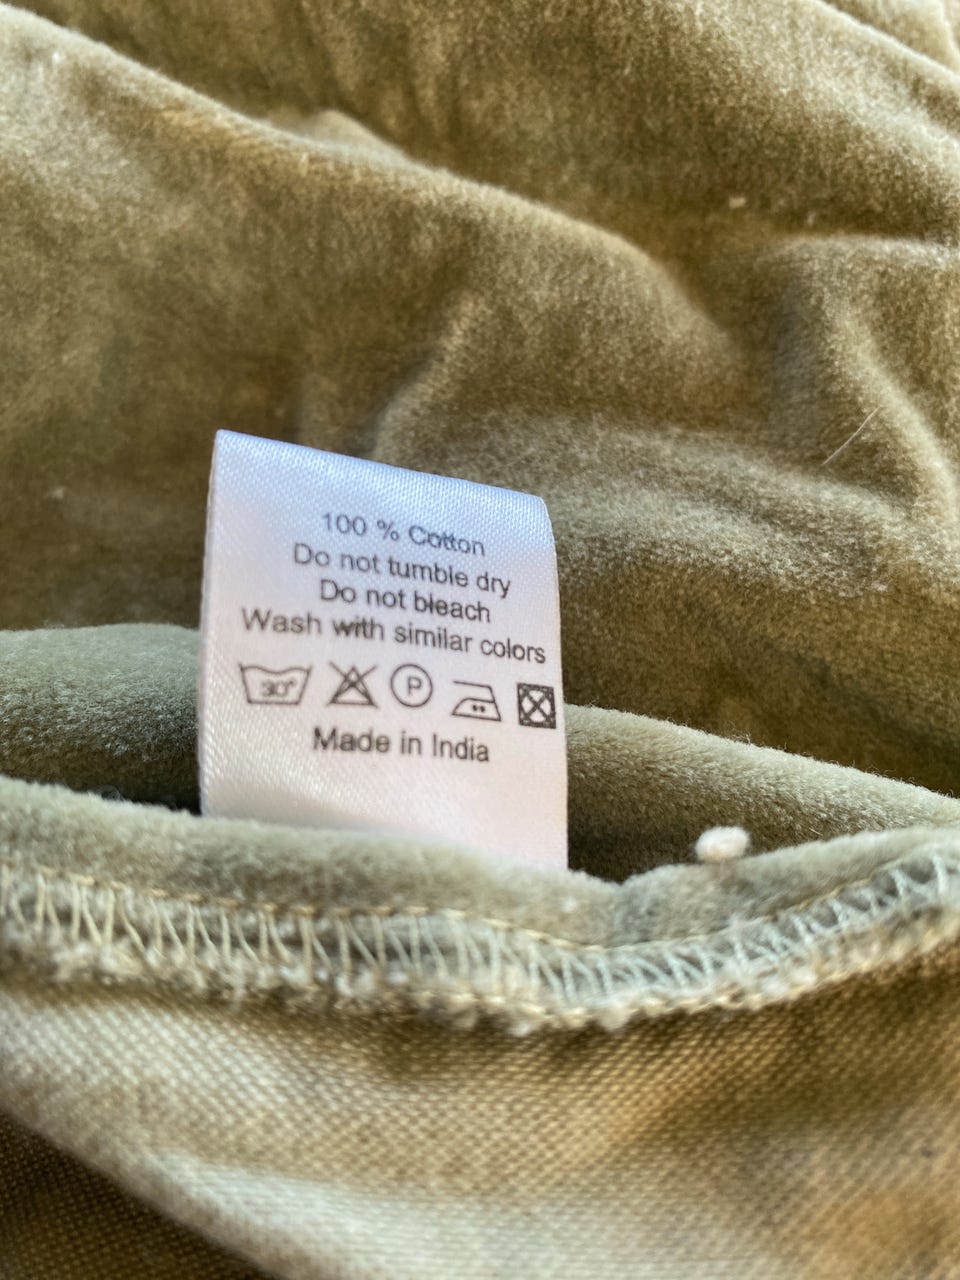 100 % Cotton
Do not tumble dry
Do not bleach
Wash with similar colors
30° P
Made in India